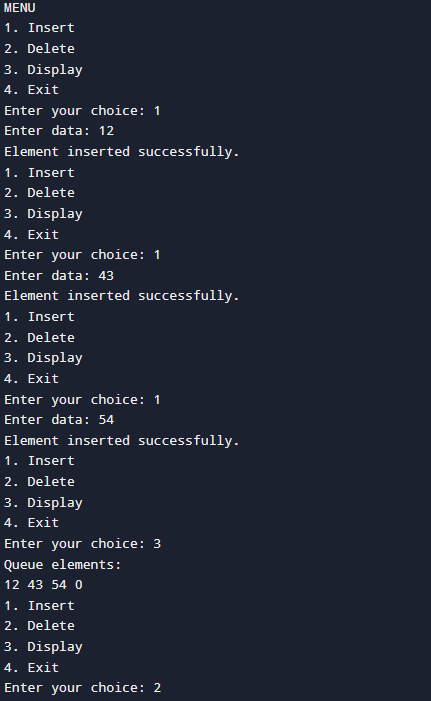 MENU
1. Insert
2. Delete
3. Display
4. Exit
Enter your choice: 1
Enter data: 12
Element inserted successfully.
1. Insert
2. Delete
3. Display
4. Exit
Enter your choice: 1
Enter data: 43
Element inserted successfully.
1. Insert
2. Delete
3. Display
4. Exit
Enter your choice: 1
Enter data: 54
Element inserted successfully.
1. Insert
2. Delete
3. Display
4. Exit
Enter your choice: 3
Queue elements:
12 43 54 0
1. Insert
2. Delete
3. Display
4. Exit
Enter your choice: 2